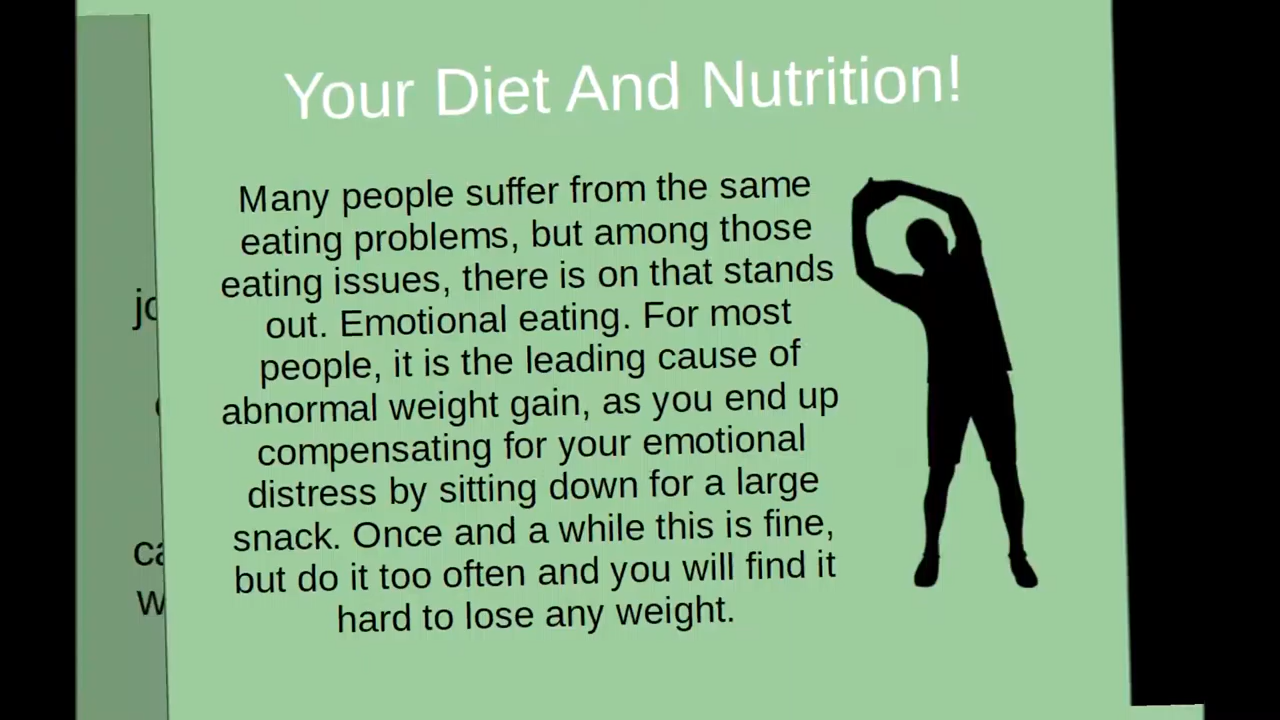 Your Diet And Nutrition!
Many people suffer from the same
eating problems, but among those
eating issues, there is on that stands
out. Emotional eating. For most
people, it is the leading cause of
abnormal weight gain, as you end up
compensating for your emotional
distress by sitting down for a large
snack. Once and a while this is fine,
but do it too often and you will find it
hard to lose any weight.